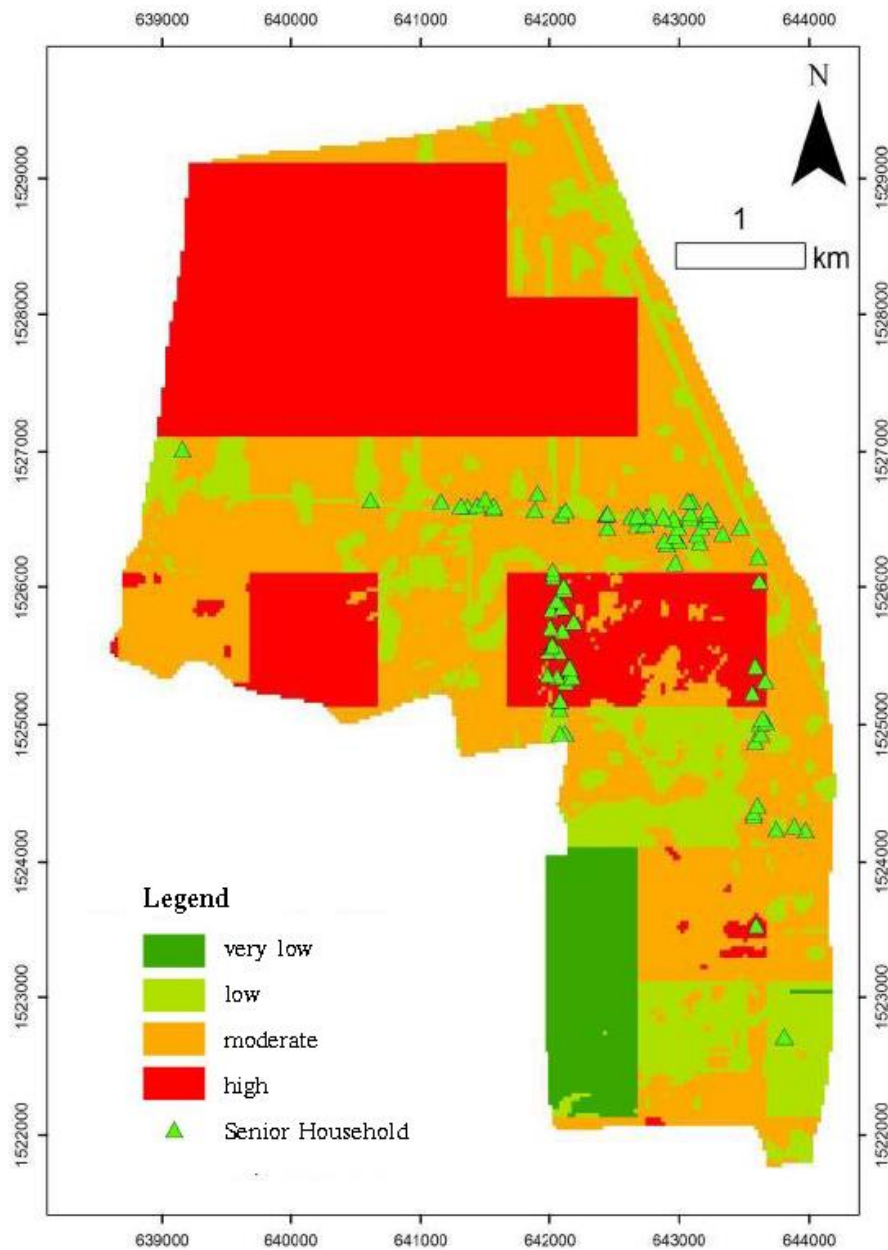 639000 640000 641000 642000 643000 644000
N
1
km
1529000 1529000
1528000 1528000
1527000 1527000
1526000 1526000
1525000 1525000
1524000 1524000
1523000 1523000
1522000 1522000
Legend
very low
low
moderate
high
Senior Household
639000 640000 641000 642000 643000 644000